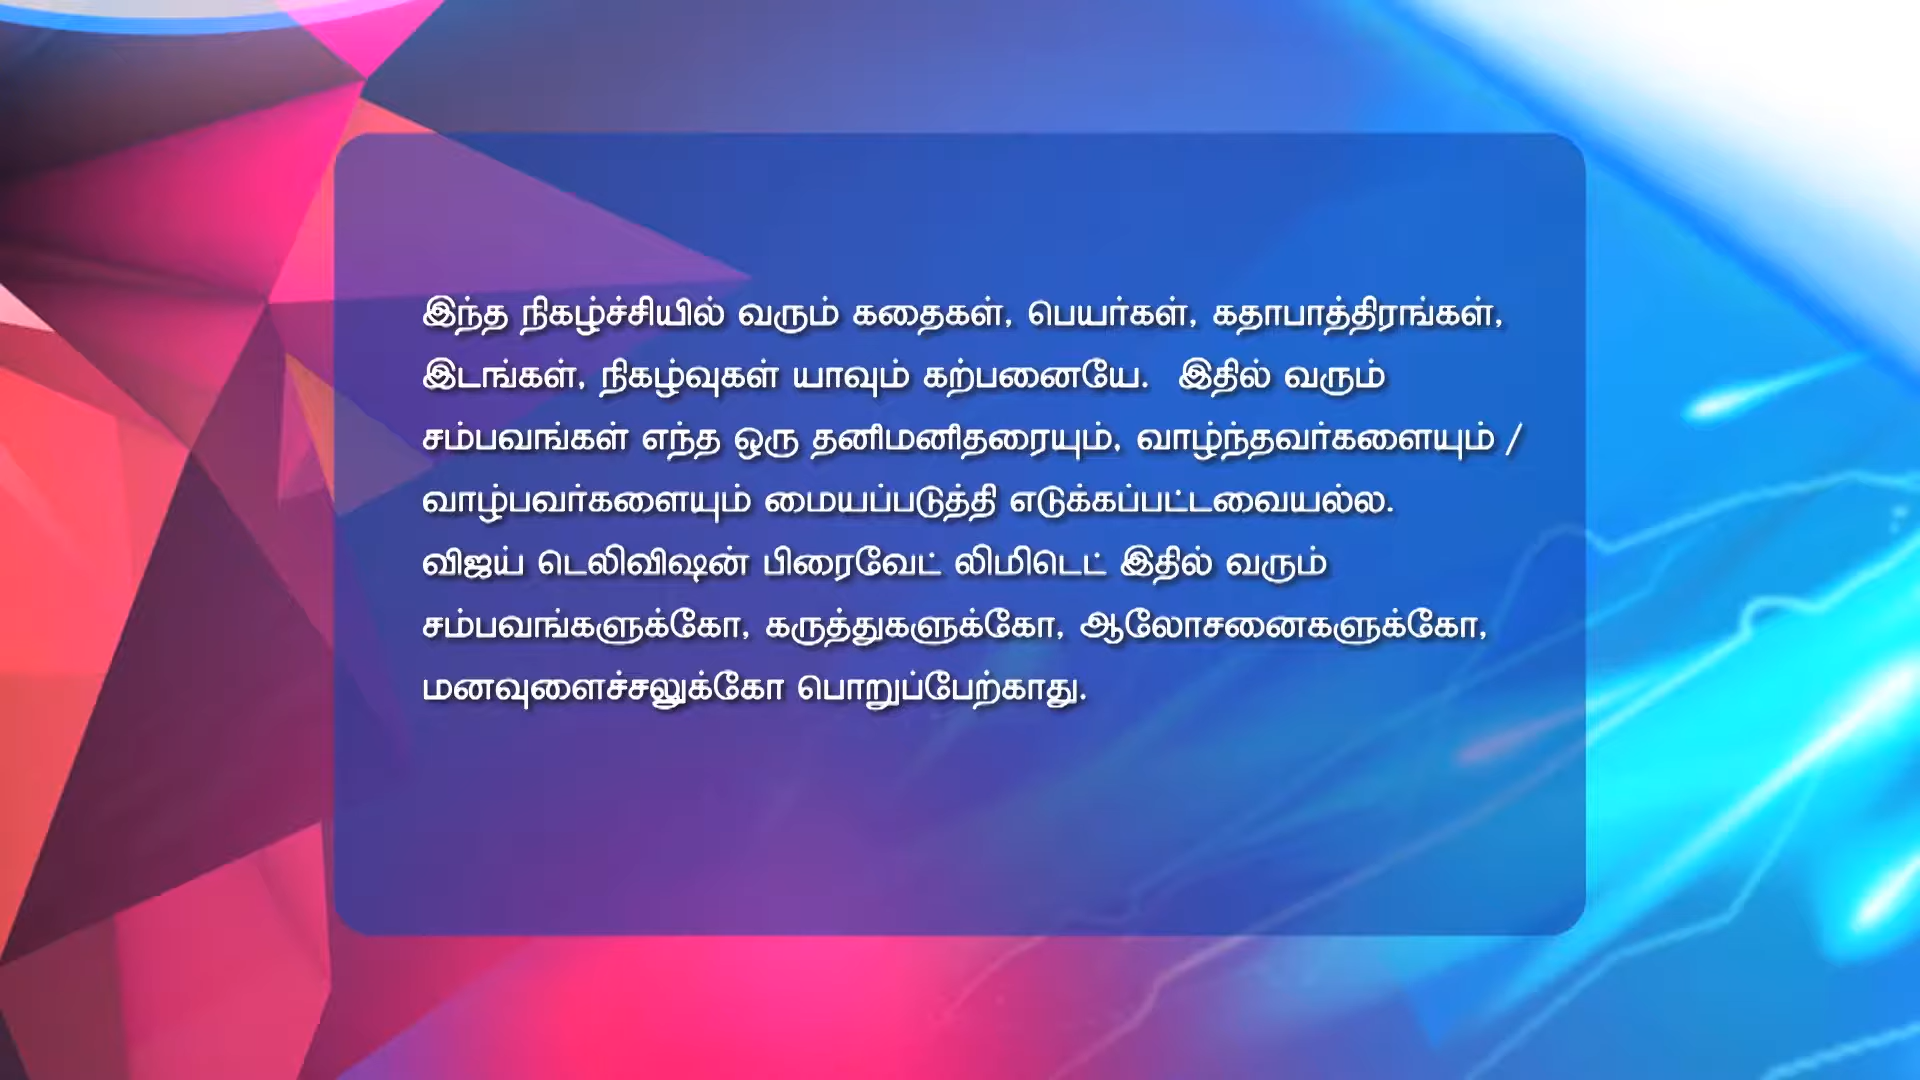 இந்த நிகழ்ச்சியில் வரும் கதைகள், பெயர்கள், கதாபாத்திரங்கள்,
இடங்கள், நிகழ்வுகள் யாவும் கற்பனையே. இதில் வரும்
சம்பவங்கள் எந்த ஒரு தனிமனிதரையும், வாழ்ந்தவர்களையும் /
வாழ்பவர்களையும் மையப்படுத்தி எடுக்கப்பட்டவையல்ல.
விஜய் டெலிவிஷன் பிரைவேட் லிமிடெட் இதில் வரும்
சம்பவங்களுக்கோ, கருத்துகளுக்கோ, ஆலோசனைகளுக்கோ,
மனவுளைச்சலுக்கோ பொறுப்பேற்காது.